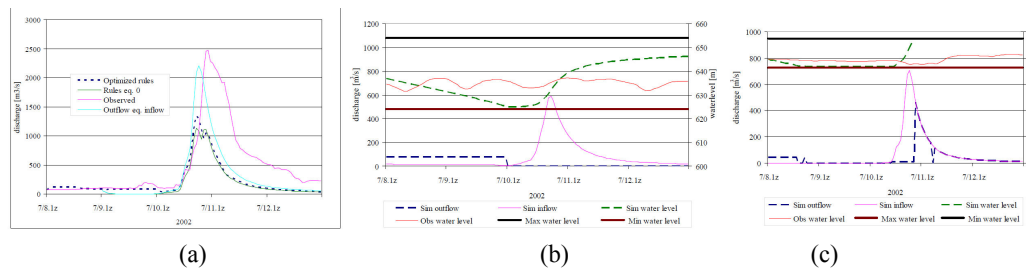 3000
2500
2000
1500
1000
500
0
discharge [m3/s]
Optimized rules
Rules eq. 0
Observed
Outflow eq. inflow
7/8.1z 7/9.1z 7/10.1z 7/11.1z 7/12.1z
2002
(a)
1200
1000
800
600
400
200
0
discharge [m³/s]
660
650
640
630
620
610
600
waterlevel [m]
7/8.1z 7/9.1z 7/10.1z 7/11.1z 7/12.1z
2002
Sim outflow Sim inflow Sim water level
Obs water level Max water level Min water level
(b)
1000
800
600
400
200
0
discharge [m³/s]
7/8.1z 7/9.1z 7/10.1z 7/11.1z 7/12.1z
2002
Sim outflow Sim inflow Sim water level
Obs water level Max water level Min water level
(c)